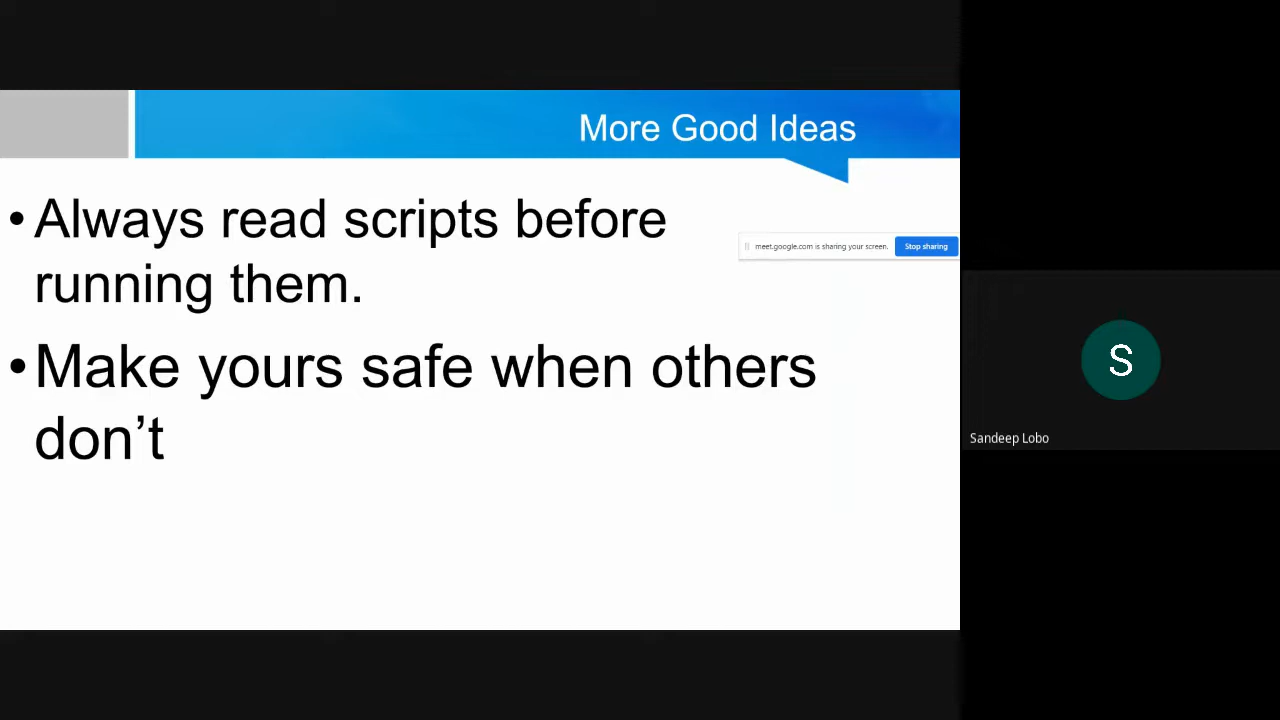 More Good Ideas
•Always read scripts before
running them.
meet.google.com is sharing your screen. Stop sharing
•Make yours safe when others
don’t
S
Sandeep Lobo